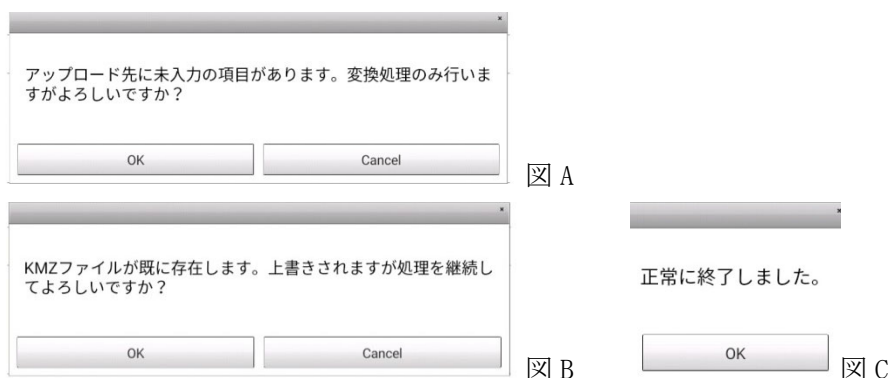 アップロード先に未入力の項目があります。変換処理のみ行いま
すがよろしいですか？
OK
Cancel
図 A
KMZファイルが既に存在します。上書きされますが処理を継続し
てよろしいですか？
OK
Cancel
図 B
正常に終了しました。
OK
図 C